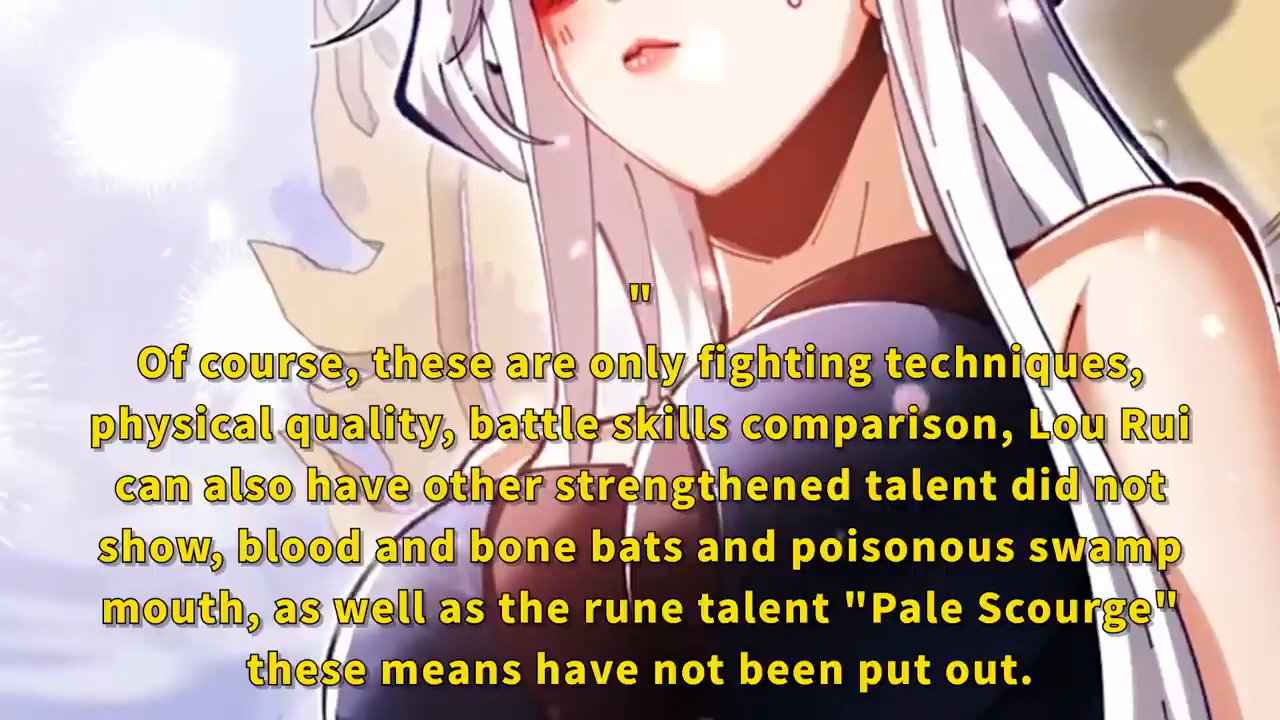 "
Of course, these are only fighting techniques,
physical quality, battle skills comparison, Lou Rui
can also have other strengthened talent did not
show, blood and bone bats and poisonous swamp
mouth, as well as the rune talent "Pale Scourge"
these means have not been put out.